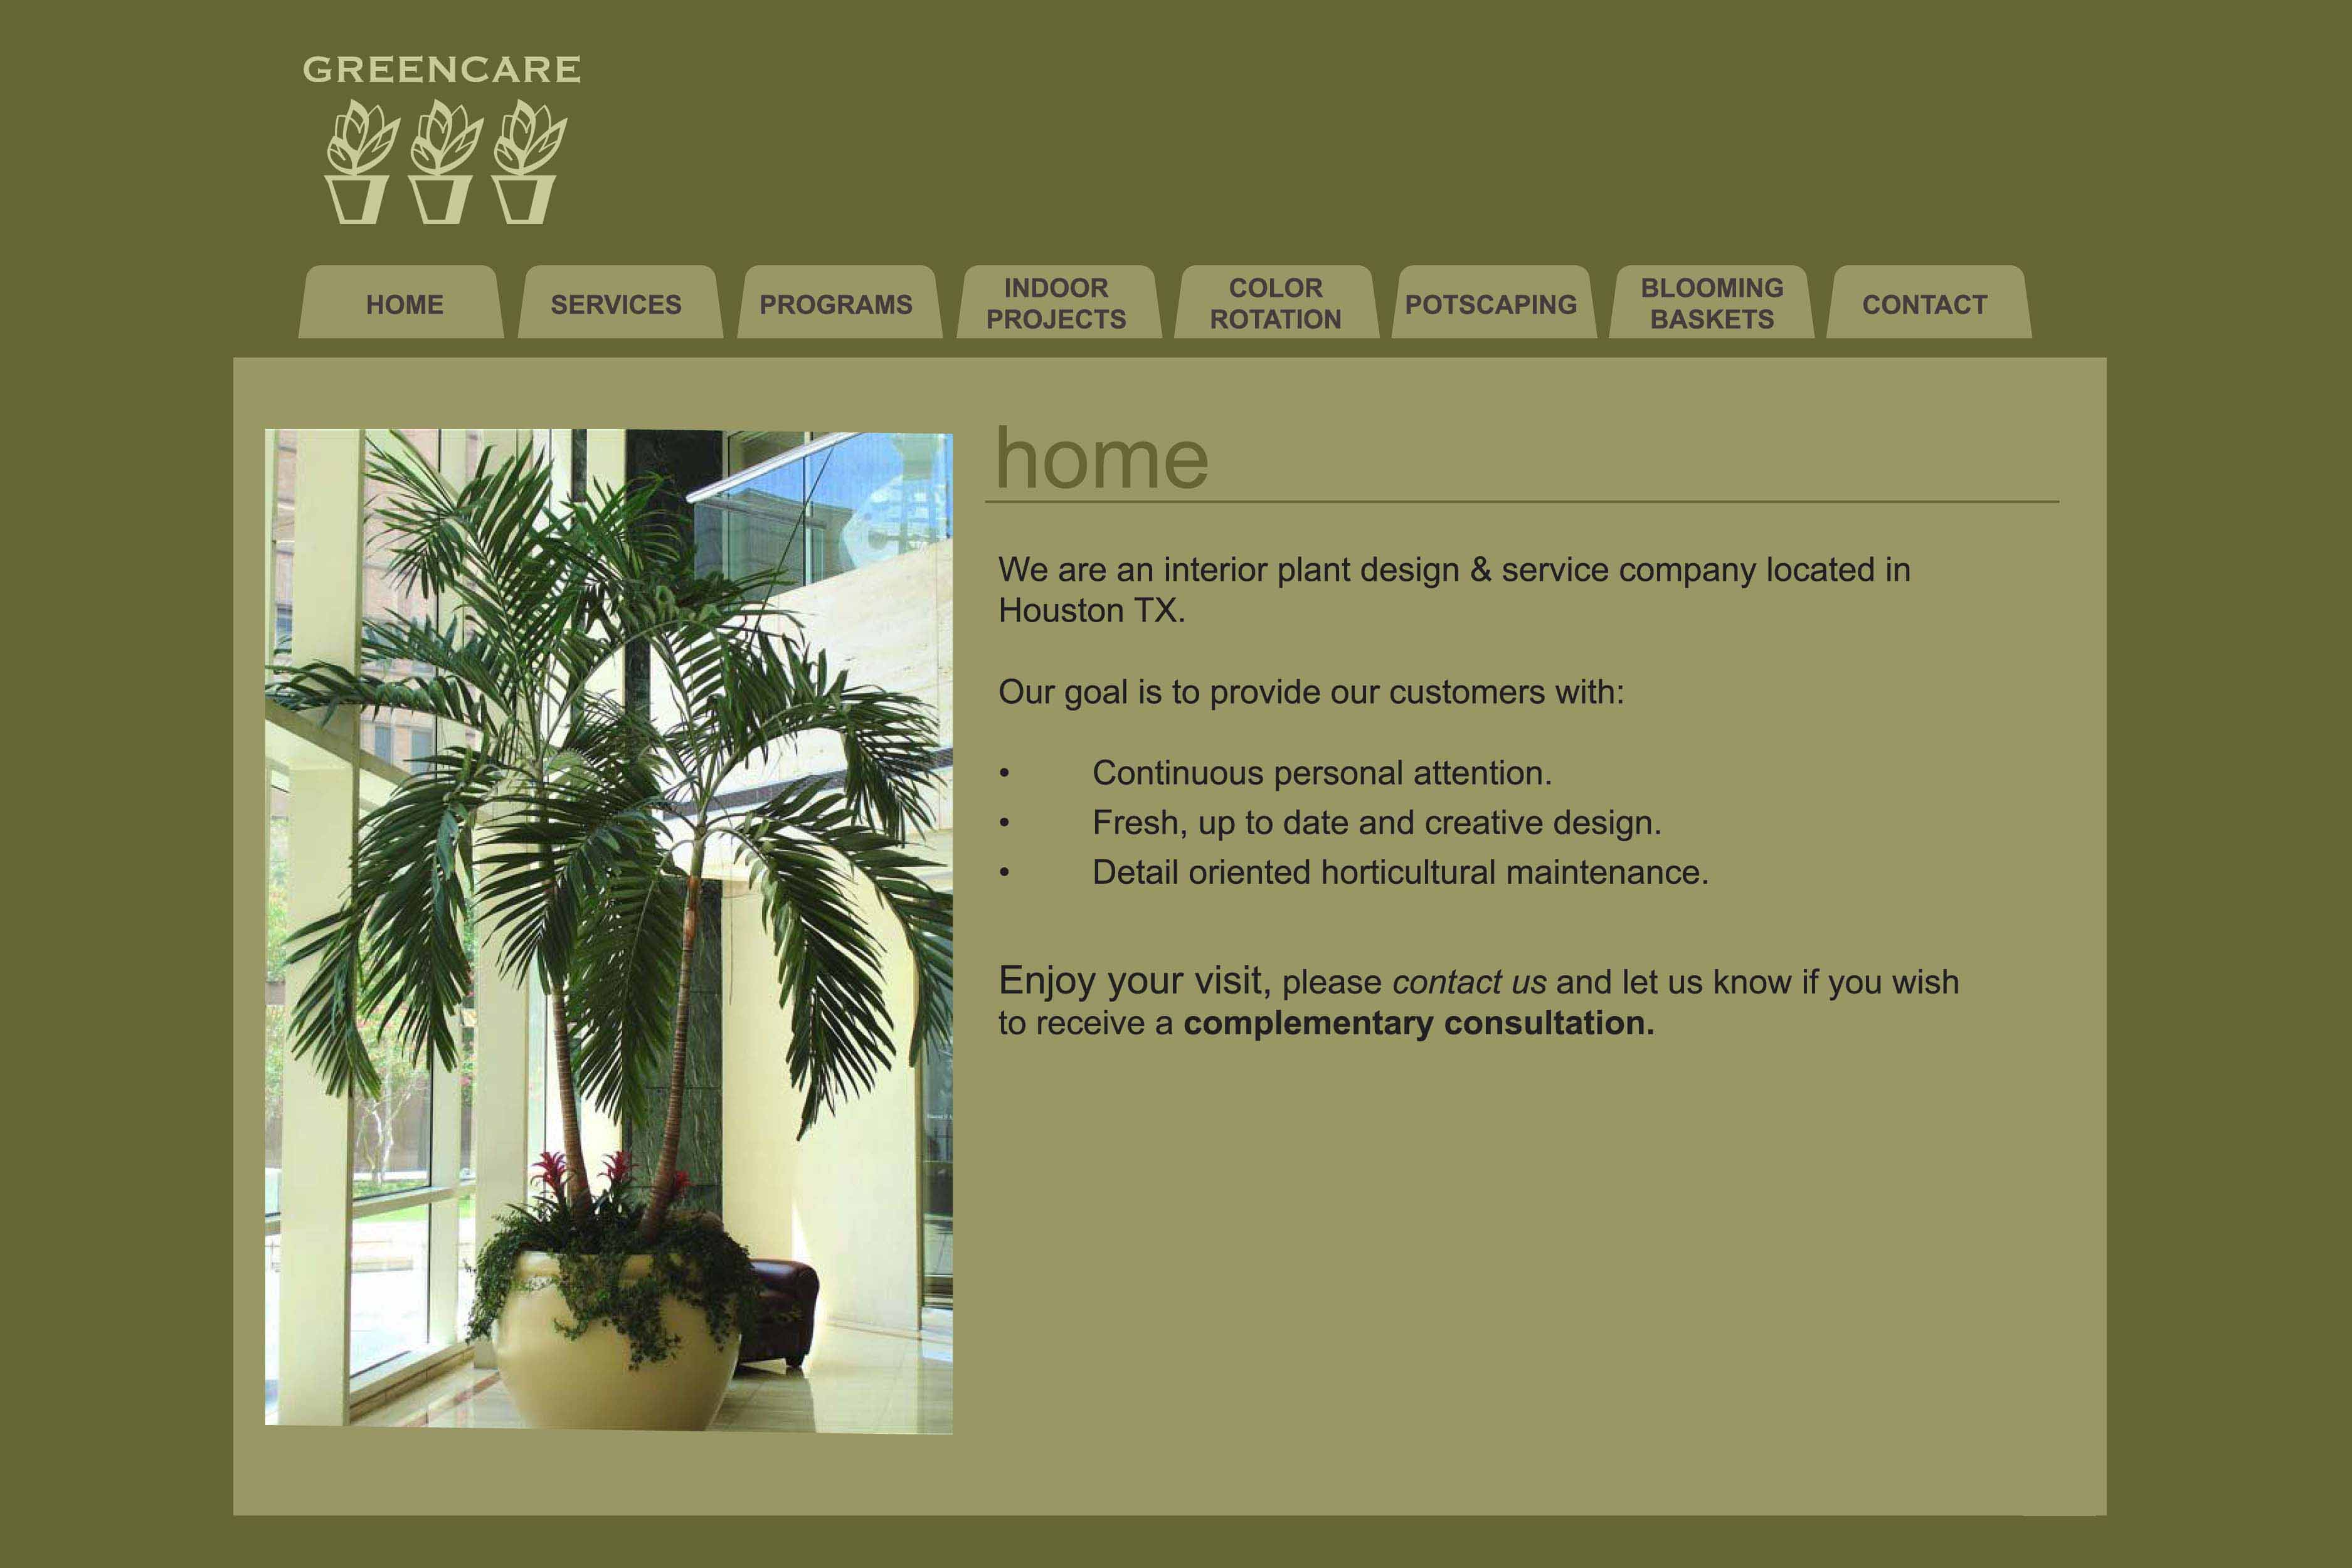 GREENCARE
HOME
SERVICES
PROGRAMS
INDOOR
PROJECTS
COLOR
ROTATION
POTSCAPING
BLOOMING
BASKETS
CONTACT
home
We are an interior plant design & service company located in
Houston TX.
Our goal is to provide our customers with:
• Continuous personal attention.
• Fresh, up to date and creative design.
• Detail oriented horticultural maintenance.
Enjoy your visit, please contact us and let us know if you wish
to receive a complementary consultation.